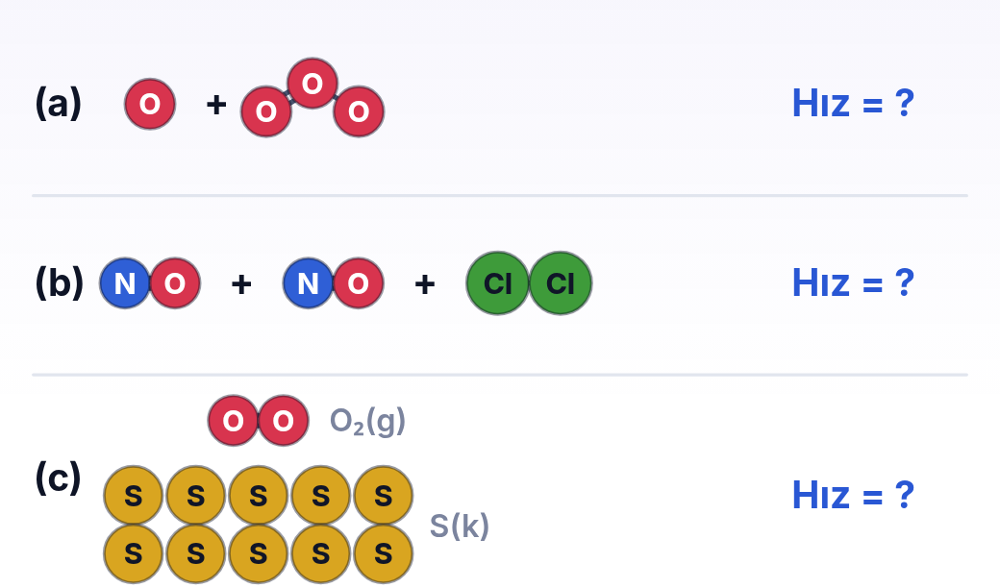 (a) O + O O O Hız = ?
(b) N O + N O + Cl Cl Hız = ?
O O O₂(g)
(c) Hız = ?
S S S S S
S(k)
S S S S S